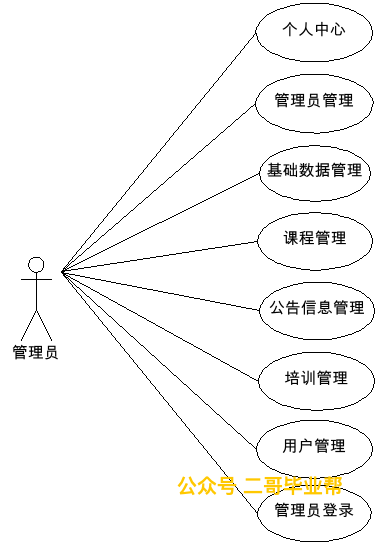 个人中心
管理员管理
基础数据管理
课程管理
公告信息管理
管理员
培训管理
用户管理
公众号 二哥毕业帮
管理员登录